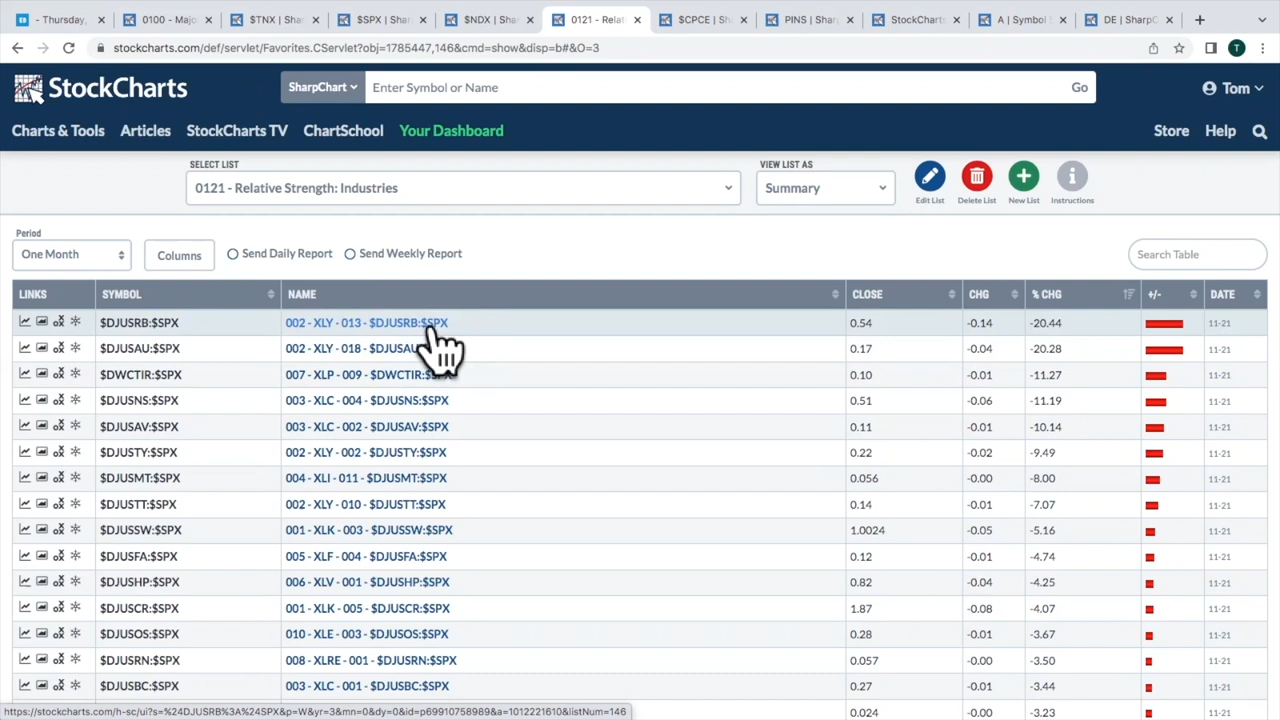 - Thursday,
0100 - Majo
$TNX | Sha
$SPX | Shar
$NDX | Sha
0121 - Rela
$CPCE | Sh
PINS | Shar
StockChart
A | Symbol
DE | SharpC
stockcharts.com/def/servlet/Favorites.CServlet?obj=1785447,146&cmd=show&disp=b#&O=3
T
StockCharts
SharpChart
Enter Symbol or Name
Go
Tom
Charts & Tools
Articles
StockCharts TV
ChartSchool
Your Dashboard
Store
Help
SELECT LIST
VIEW LIST AS
0121 - Relative Strength: Industries
Summary
Edit List
Delete List
New List
Instructions
Period
One Month
Columns
Send Daily Report
Send Weekly Report
Search Table
LINKS SYMBOL NAME CLOSE CHG % CHG +/- DATE
$DJUSRB:$SPX 002 - XLY - 013 - $DJUSRB:$SPX 0.54 -0.14 -20.44 11-21
$DJUSAU:$SPX 002 - XLY - 018 - $DJUSAU 0.17 -0.04 -20.28 11-21
$DWCTIR:$SPX 007 - XLP - 009 - $DWCTIR:$SPX 0.10 -0.01 -11.27 11-21
$DJUSNS:$SPX 003 - XLC - 004 - $DJUSNS:$SPX 0.51 -0.06 -11.19 11-21
$DJUSAV:$SPX 003 - XLC - 002 - $DJUSAV:$SPX 0.11 -0.01 -10.14 11-21
$DJUSTY:$SPX 002 - XLY - 002 - $DJUSTY:$SPX 0.22 -0.02 -9.49 11-21
$DJUSMT:$SPX 004 - XLI - 011 - $DJUSMT:$SPX 0.056 -0.00 -8.00 11-21
$DJUSTT:$SPX 002 - XLY - 010 - $DJUSTT:$SPX 0.14 -0.01 -7.07 11-21
$DJUSSW:$SPX 001 - XLK - 003 - $DJUSSW:$SPX 1.0024 -0.05 -5.16 11-21
$DJUSFA:$SPX 005 - XLF - 004 - $DJUSFA:$SPX 0.12 -0.01 -4.74 11-21
$DJUSHP:$SPX 006 - XLV - 001 - $DJUSHP:$SPX 0.82 -0.04 -4.25 11-21
$DJUSCR:$SPX 001 - XLK - 005 - $DJUSCR:$SPX 1.87 -0.08 -4.07 11-21
$DJUSOS:$SPX 010 - XLE - 003 - $DJUSOS:$SPX 0.28 -0.01 -3.67 11-21
$DJUSRN:$SPX 008 - XLRE - 001 - $DJUSRN:$SPX 0.057 -0.00 -3.50 11-21
$DJUSBC:$SPX 003 - XLC - 001 - $DJUSBC:$SPX 0.27 -0.01 -3.44 11-21
0.024 -0.00 -3.23 11-21
https://stockcharts.com/h-sc/ui?s=%24DJUSRB%3A%24SPX&p=W&yr=3&mn=0&dy=0&id=p69910758989&a=1012221610&listNum=146